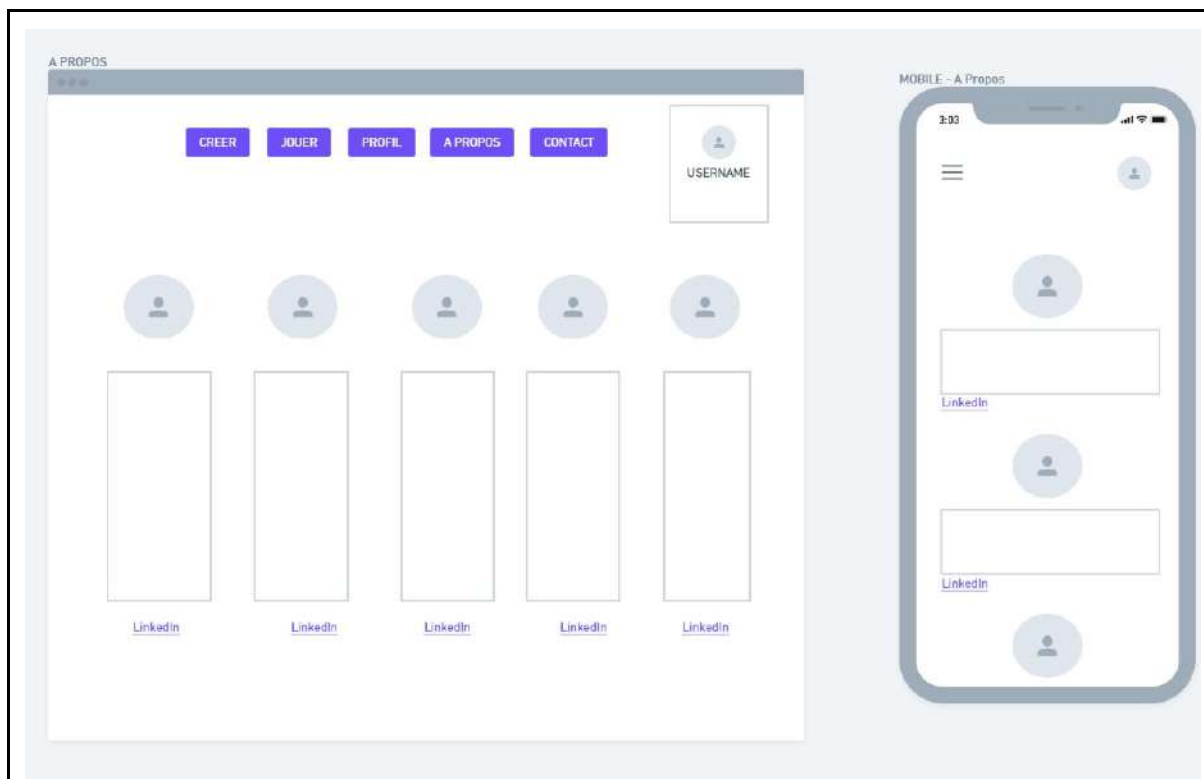 A PROPOS
CREER JOUER PROFIL A PROPOS CONTACT
USERNAME
LinkedIn LinkedIn LinkedIn LinkedIn LinkedIn
MOBILE - A Propos
3:03
LinkedIn
LinkedIn